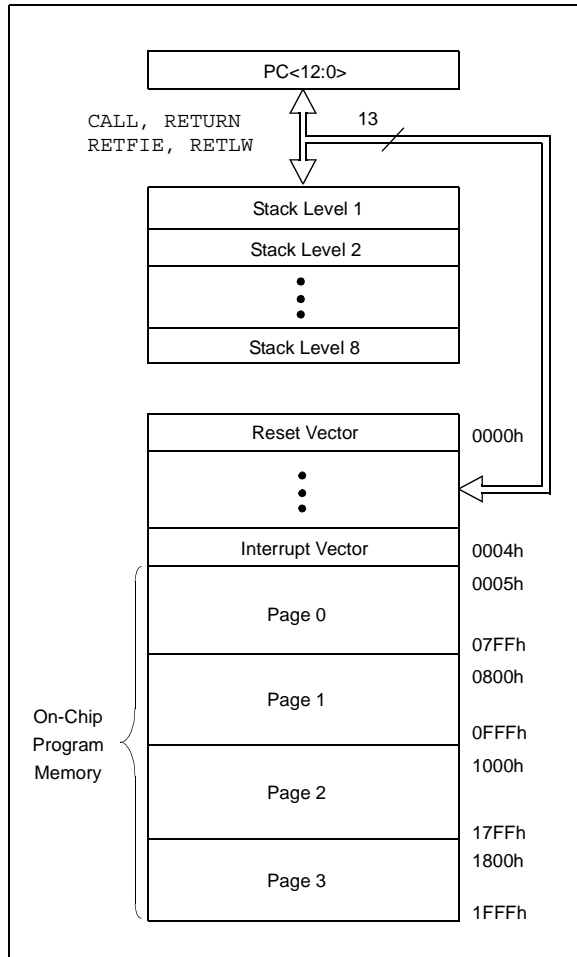 PC<12:0>
CALL, RETURN
RETFIE, RETLW
13
Stack Level 1
Stack Level 2
Stack Level 8
Reset Vector
0000h
Interrupt Vector
0004h
0005h
Page 0
07FFh
0800h
Page 1
0FFFh
On-Chip
Program
Memory
1000h
Page 2
17FFh
1800h
Page 3
1FFFh